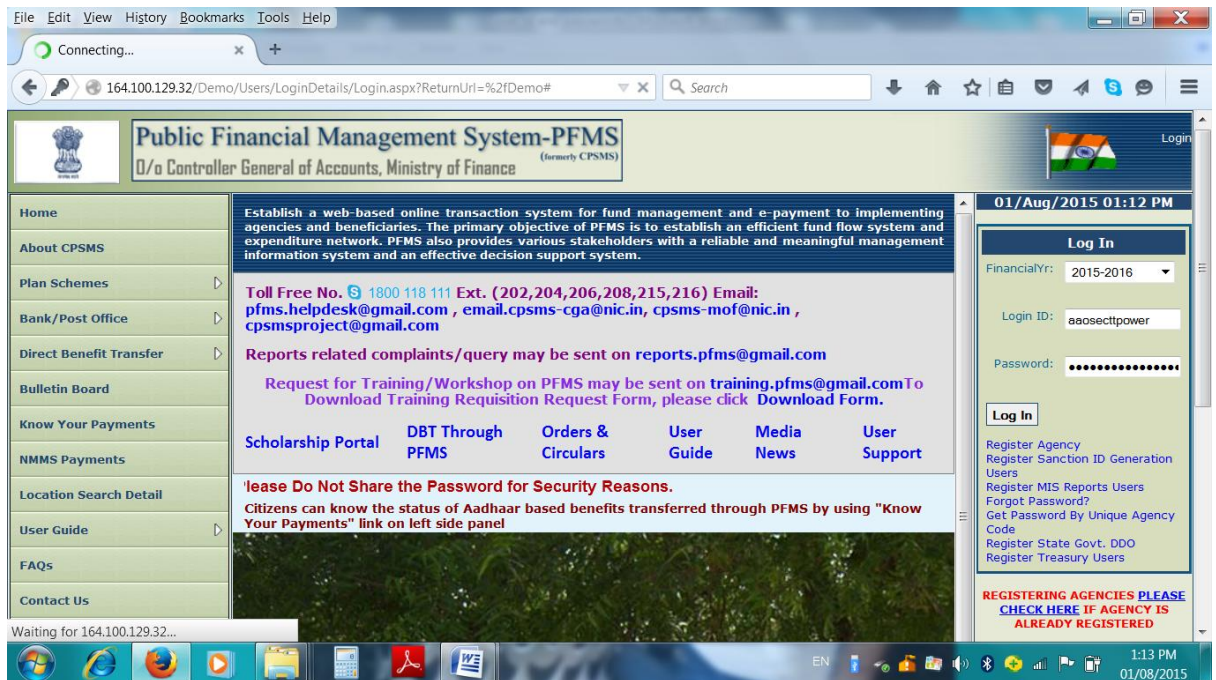 File Edit View History Bookmarks Tools Help
Connecting...
164.100.129.32/Demo/Users/LoginDetails/Login.aspx?ReturnUrl=%2fDemo#
Search
Public Financial Management System-PFMS
(formerly CPSMS)
O/o Controller General of Accounts, Ministry of Finance
Login
Home
About CPSMS
Plan Schemes
Bank/Post Office
Direct Benefit Transfer
Bulletin Board
Know Your Payments
NMMS Payments
Location Search Detail
User Guide
FAQs
Contact Us
Waiting for 164.100.129.32...
Establish a web-based online transaction system for fund management and e-payment to implementing
agencies and beneficiaries. The primary objective of PFMS is to establish an efficient fund flow system and
expenditure network. PFMS also provides various stakeholders with a reliable and meaningful management
information system and an effective decision support system.
Toll Free No. 1800 118 111 Ext. (202,204,206,208,215,216) Email:
pfms.helpdesk@gmail.com , email.cpsms-cga@nic.in, cpsms-mof@nic.in ,
cpsmsproject@gmail.com
Reports related complaints/query may be sent on reports.pfms@gmail.com
Request for Training/Workshop on PFMS may be sent on training.pfms@gmail.comTo
Download Training Requisition Request Form, please click Download Form.
Scholarship Portal
DBT Through
PFMS
Orders &
Circulars
User
Guide
Media
News
User
Support
lease Do Not Share the Password for Security Reasons.
Citizens can know the status of Aadhaar based benefits transferred through PFMS by using "Know
Your Payments" link on left side panel
01/Aug/2015 01:12 PM
Log In
FinancialYr: 2015-2016
Login ID: aaosecttpower
Password:
Log In
Register Agency
Register Sanction ID Generation
Users
Register MIS Reports Users
Forgot Password?
Get Password By Unique Agency
Code
Register State Govt. DDO
Register Treasury Users
REGISTERING AGENCIES PLEASE
CHECK HERE IF AGENCY IS
ALREADY REGISTERED
EN
1:13 PM
01/08/2015